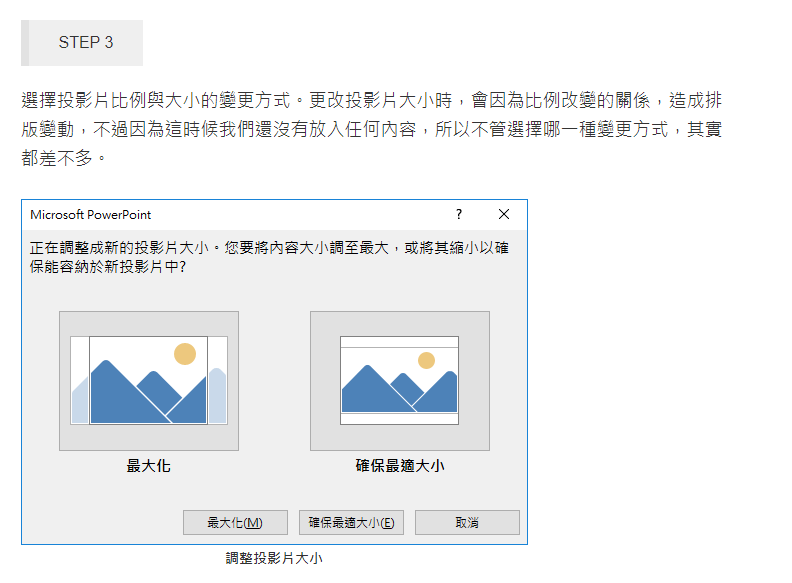 STEP 3
選擇投影片比例與大小的變更方式。更改投影片大小時，會因為比例改變的關係，造成排
版變動，不過因為這時候我們還沒有放入任何內容，所以不管選擇哪一種變更方式，其實
都差不多。
Microsoft PowerPoint
?
正在調整成新的投影片大小。您要將內容大小調至最大，或將其縮小以確
保能容納於新投影片中?
最大化 確保最適大小
最大化(M) 確保最適大小(E) 取消
調整投影片大小